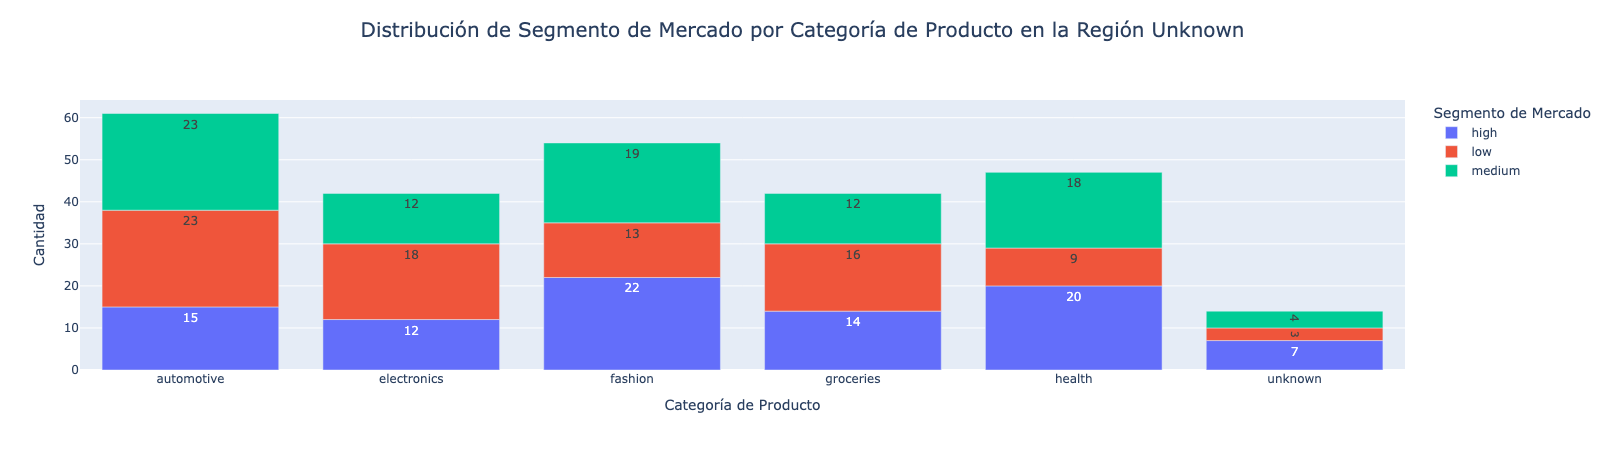 Distribución de Segmento de Mercado por Categoría de Producto en la Región Unknown
Segmento de Mercado
high
low
medium
Cantidad
60
50
40
30
20
10
0
23
23
15
12
18
12
19
13
22
12
16
14
18
9
20
4
3
7
automotive
electronics
fashion
groceries
health
unknown
Categoría de Producto